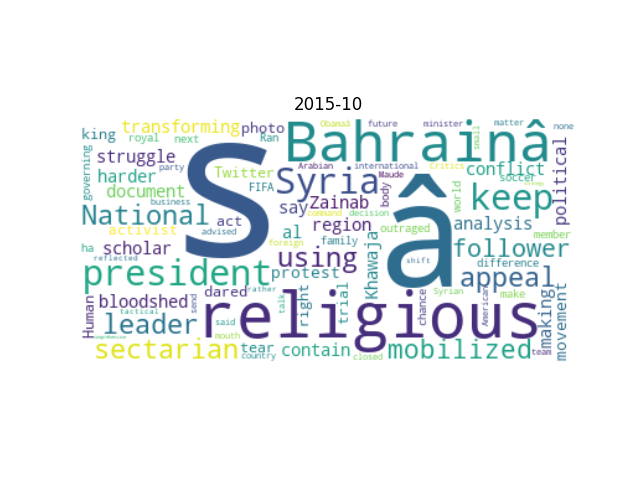 2015-10
king
royal
transforming
next
photo
Ran
Obamaâ
future
minister
small
matter
none
governing
struggle
party
harder
document
business
Twitter
FIFA
S
Bahrainâ
Arabian
international
Critics
conflict
soccer
political
Syria
Maude
body
â
world
keep
National
activist
advised
act
say
Zainab
command
decision
outraged
analysis
member
ha
scholar
reflected
al
region
foreign
family
Khawaja
follower
president
using
protest
shift
difference
appeal
movement
Human
bloodshed
tactical
send
dared
rather
talk
right
trial
religious
chance
Syrian
American
make
making
leader
said
mouth
sectarian
tear
country
contain
closed
mobilized
team